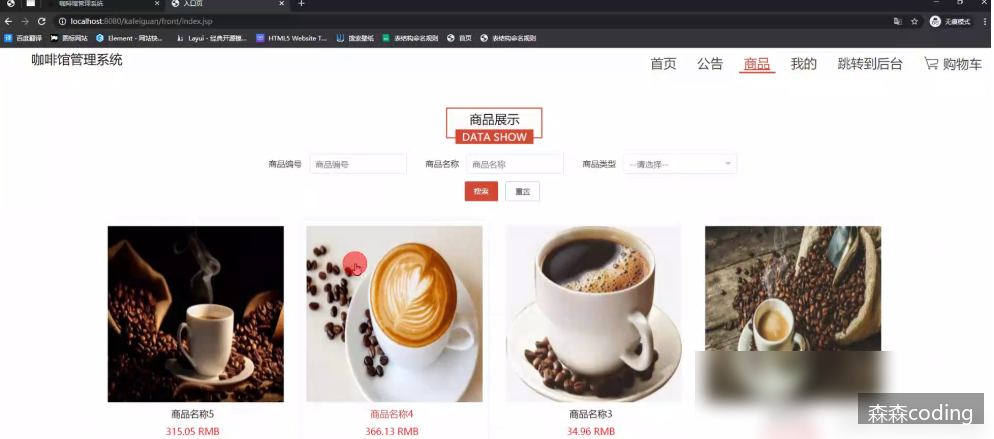 咖啡馆管理系统
入口页
localhost:8080/kafeiguan/front/index.jsp
无痕模式
百度翻译 图标网站 Element - 网站快... Layui - 经典开源模... HTML5 Website T... 搜索壁纸 表结构命名规则 首页 表结构命名规则
咖啡馆管理系统
首页 公告 商品 我的 跳转到后台 购物车
商品展示
DATA SHOW
商品编号 商品编号 商品名称 商品名称 商品类型 --请选择--
搜索 重置
商品名称5 商品名称4 商品名称3
315.05 RMB 366.13 RMB 34.96 RMB
森森coding